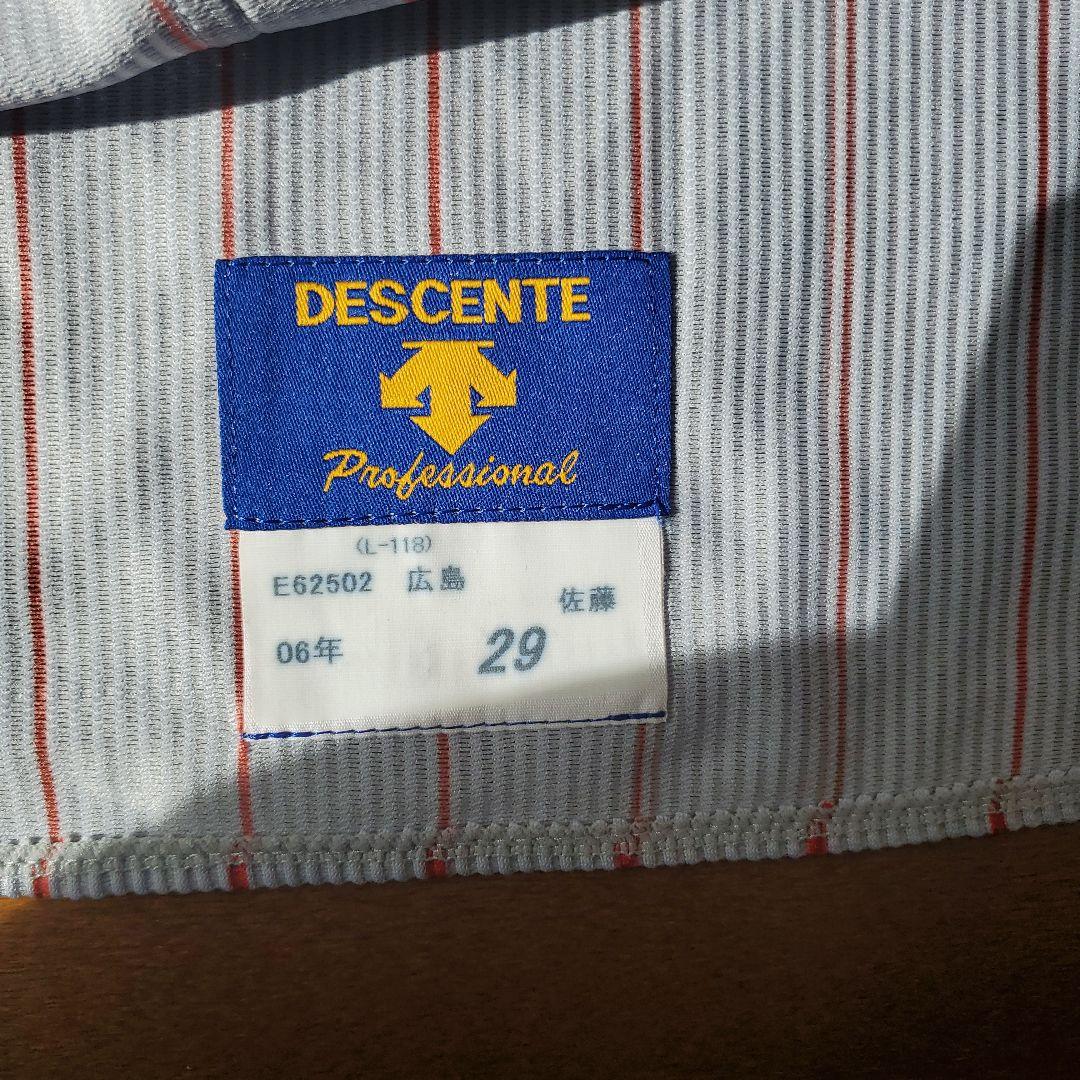 DESCENTE
Professional
(L-118)
E62502 広島
佐藤
06年 29